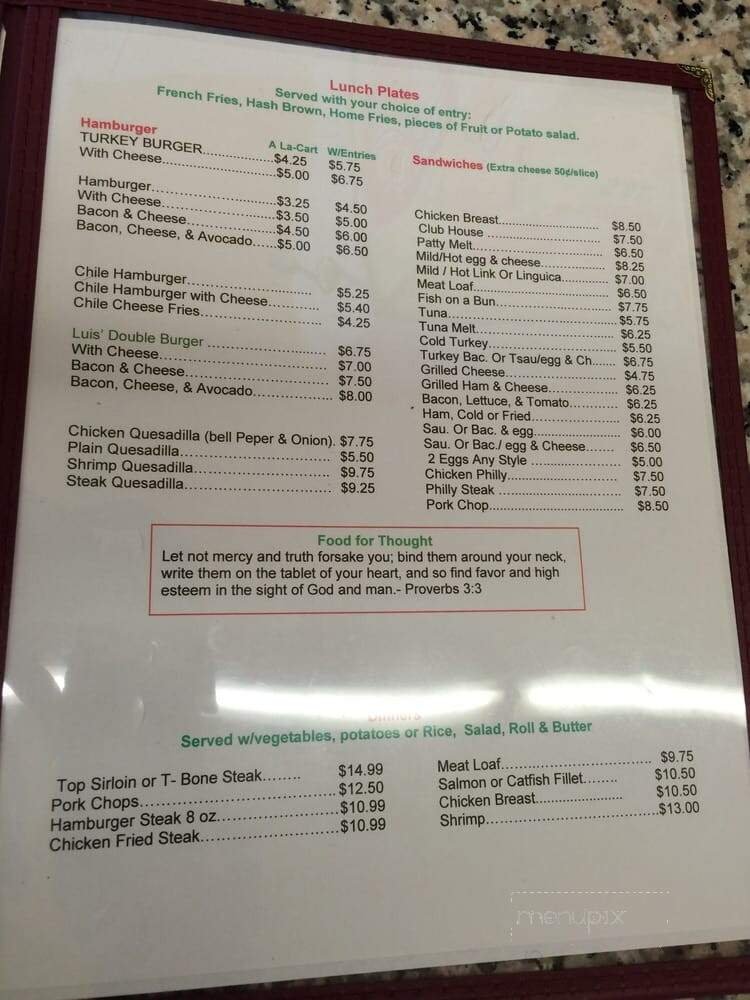 Lunch Plates
Served with your choice of entry:
French Fries, Hash Brown, Home Fries, pieces of Fruit or Potato salad.
Hamburger
A La-Cart W/Entries
TURKEY BURGER..................$4.25 $5.75
With Cheese.............................$5.00 $6.75
Hamburger................................$3.25 $4.50
With Cheese.............................$3.50 $5.00
Bacon & Cheese.......................$4.50 $6.00
Bacon, Cheese, & Avocado......$5.00 $6.50
Chile Hamburger................................ $5.25
Chile Hamburger with Cheese............ $5.40
Chile Cheese Fries............................. $4.25
Luis' Double Burger ............................ $6.75
With Cheese....................................... $7.00
Bacon & Cheese................................. $7.50
Bacon, Cheese, & Avocado................. $8.00
Chicken Quesadilla (bell Peper & Onion). $7.75
Plain Quesadilla.................................. $5.50
Shrimp Quesadilla............................... $9.75
Steak Quesadilla................................. $9.25
Sandwiches (Extra cheese 50¢/slice)
Chicken Breast......................... $8.50
Club House ............................ $7.50
Patty Melt................................ $6.50
Mild/Hot egg & cheese................ $8.25
Mild / Hot Link Or Linguica............ $7.00
Meat Loaf.................................. $6.50
Fish on a Bun............................ $7.75
Tuna..........................................$5.75
Tuna Melt.................................. $6.25
Cold Turkey................................ $5.50
Turkey Bac. Or Tsau/egg & Ch...... $6.75
Grilled Cheese............................ $4.75
Grilled Ham & Cheese.................. $6.25
Bacon, Lettuce, & Tomato............ $6.25
Ham, Cold or Fried...................... $6.25
Sau. Or Bac. & egg...................... $6.00
Sau. Or Bac./ egg & Cheese....... $6.50
2 Eggs Any Style ...................... $5.00
Chicken Philly............................ $7.50
Philly Steak .............................. $7.50
Pork Chop.................................. $8.50
Food for Thought
Let not mercy and truth forsake you; bind them around your neck,
write them on the tablet of your heart, and so find favor and high
esteem in the sight of God and man.- Proverbs 3:3
Dinners
Served w/vegetables, potatoes or Rice, Salad, Roll & Butter
Top Sirloin or T- Bone Steak........ $14.99
Pork Chops.................................. $12.50
Hamburger Steak 8 oz.....................$10.99
Chicken Fried Steak........................$10.99
Meat Loaf.................................. $9.75
Salmon or Catfish Fillet........ $10.50
Chicken Breast........................ $10.50
Shrimp........................................$13.00
menupix